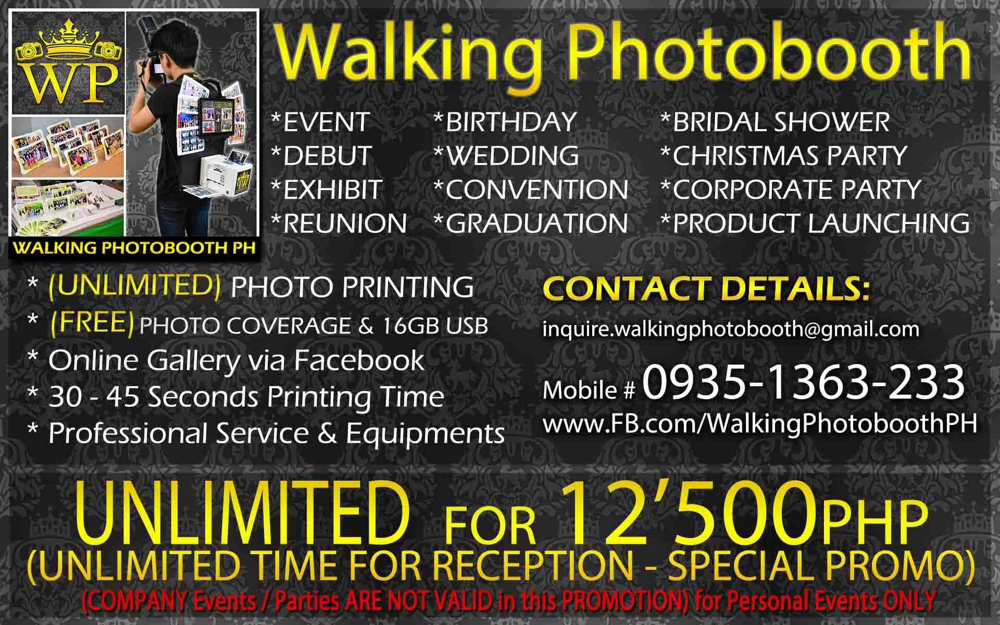 WP
WP
WALKING PHOTOBOOTH PH
Walking Photobooth
*EVENT *BIRTHDAY *BRIDAL SHOWER
*DEBUT *WEDDING *CHRISTMAS PARTY
*EXHIBIT *CONVENTION *CORPORATE PARTY
*REUNION *GRADUATION *PRODUCT LAUNCHING
* (UNLIMITED) PHOTO PRINTING
* (FREE) PHOTO COVERAGE & 16GB USB
* Online Gallery via Facebook
* 30 - 45 Seconds Printing Time
* Professional Service & Equipments
CONTACT DETAILS:
inquire.walkingphotobooth@gmail.com
Mobile # 0935-1363-233
www.FB.com/WalkingPhotoboothPH
UNLIMITED FOR 12'500PHP
(UNLIMITED TIME FOR RECEPTION - SPECIAL PROMO)
(COMPANY Events / Parties ARE NOT VALID in this PROMOTION) for Personal Events ONLY